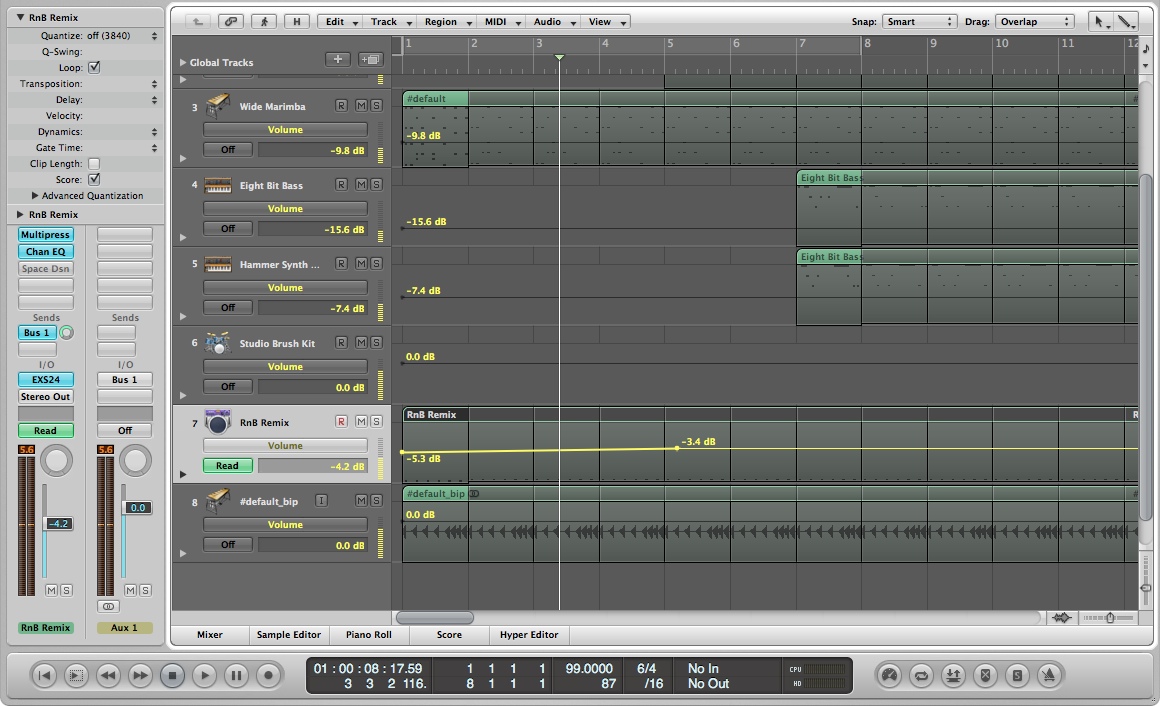 RnB Remix
Quantize: off (3840)
Q-Swing:
Loop:
Transposition:
Delay:
Velocity:
Dynamics:
Gate Time:
Clip Length:
Score:
Advanced Quantization
RnB Remix
Multipress
Chan EQ
Space Dsn
Sends Sends
Bus 1
I/O I/O
EXS24 Bus 1
Stereo Out
Read Off
5.6 5.6
-4.2 0.0
M S M S
RnB Remix Aux 1
H Edit Track Region MIDI Audio View Snap: Smart Drag: Overlap
Global Tracks
1 2 3 4 5 6 7 8 9 10 11 12
3 Wide Marimba R M S
Volume
Off -9.8 dB
#default
-9.8 dB
4 Eight Bit Bass R M S
Volume
Off -15.6 dB
-15.6 dB
Eight Bit Bass
5 Hammer Synth ... R M S
Volume
Off -7.4 dB
-7.4 dB
Eight Bit Bass
6 Studio Brush Kit R M S
Volume
Off 0.0 dB
0.0 dB
7 RnB Remix R M S
Volume
Read -4.2 dB
RnB Remix R
-5.3 dB
-3.4 dB
8 #default_bip I M S
Volume
Off 0.0 dB
#default_bip #
0.0 dB
Mixer Sample Editor Piano Roll Score Hyper Editor
01 : 00 : 08 : 17.59 1 1 1 1 99.0000 6/4 No In CPU
3 3 2 116. 8 1 1 1 87 /16 No Out HD
S